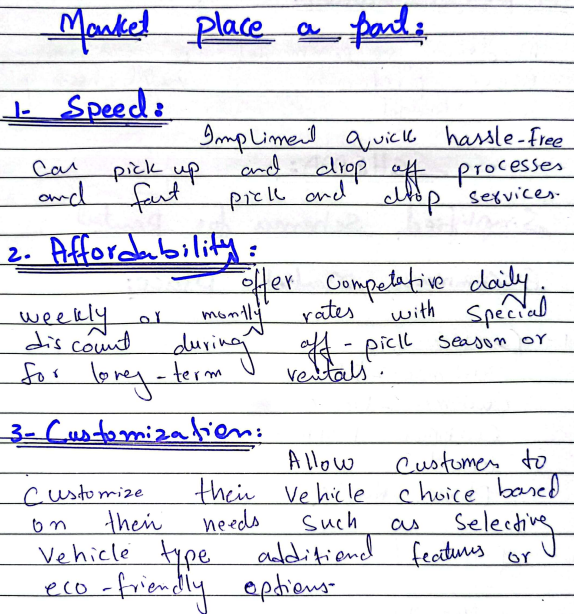 Market place a part:
1- Speed:
Impliment quick hassle-free
Car pick up and drop off processes
and fast pick and drop services.
2. Affordability:
offer Competative daily.
weekly or montly rates with special
discount during off-pick season or
for long-term rentals.
3- Customization:
Allow customer to
customize their vehicle choice based
on their needs such as selecting
vehicle type additional features or
eco-friendly options-